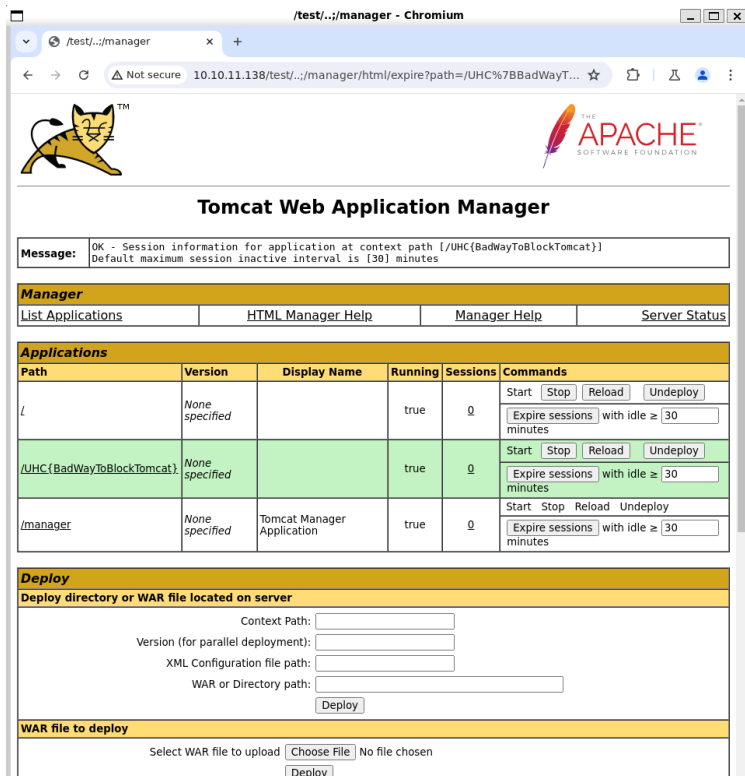 /test/..;/manager - Chromium
/test/..;/manager × +
Not secure 10.10.11.138/test/..;/manager/html/expire?path=/UHC%7BBadWayT...
TM
THE
APACHE®
SOFTWARE FOUNDATION
Tomcat Web Application Manager
Message: OK - Session information for application at context path [/UHC{BadWayToBlockTomcat}]
Default maximum session inactive interval is [30] minutes
Manager
List Applications HTML Manager Help Manager Help Server Status
Applications
Path Version Display Name Running Sessions Commands
/ None specified true 0 Start Stop Reload Undeploy
Expire sessions with idle ≥ 30 minutes
/UHC{BadWayToBlockTomcat} None specified true 0 Start Stop Reload Undeploy
Expire sessions with idle ≥ 30 minutes
/manager None specified Tomcat Manager Application true 0 Start Stop Reload Undeploy
Expire sessions with idle ≥ 30 minutes
Deploy
Deploy directory or WAR file located on server
Context Path:
Version (for parallel deployment):
XML Configuration file path:
WAR or Directory path:
Deploy
WAR file to deploy
Select WAR file to upload Choose File No file chosen
Deploy